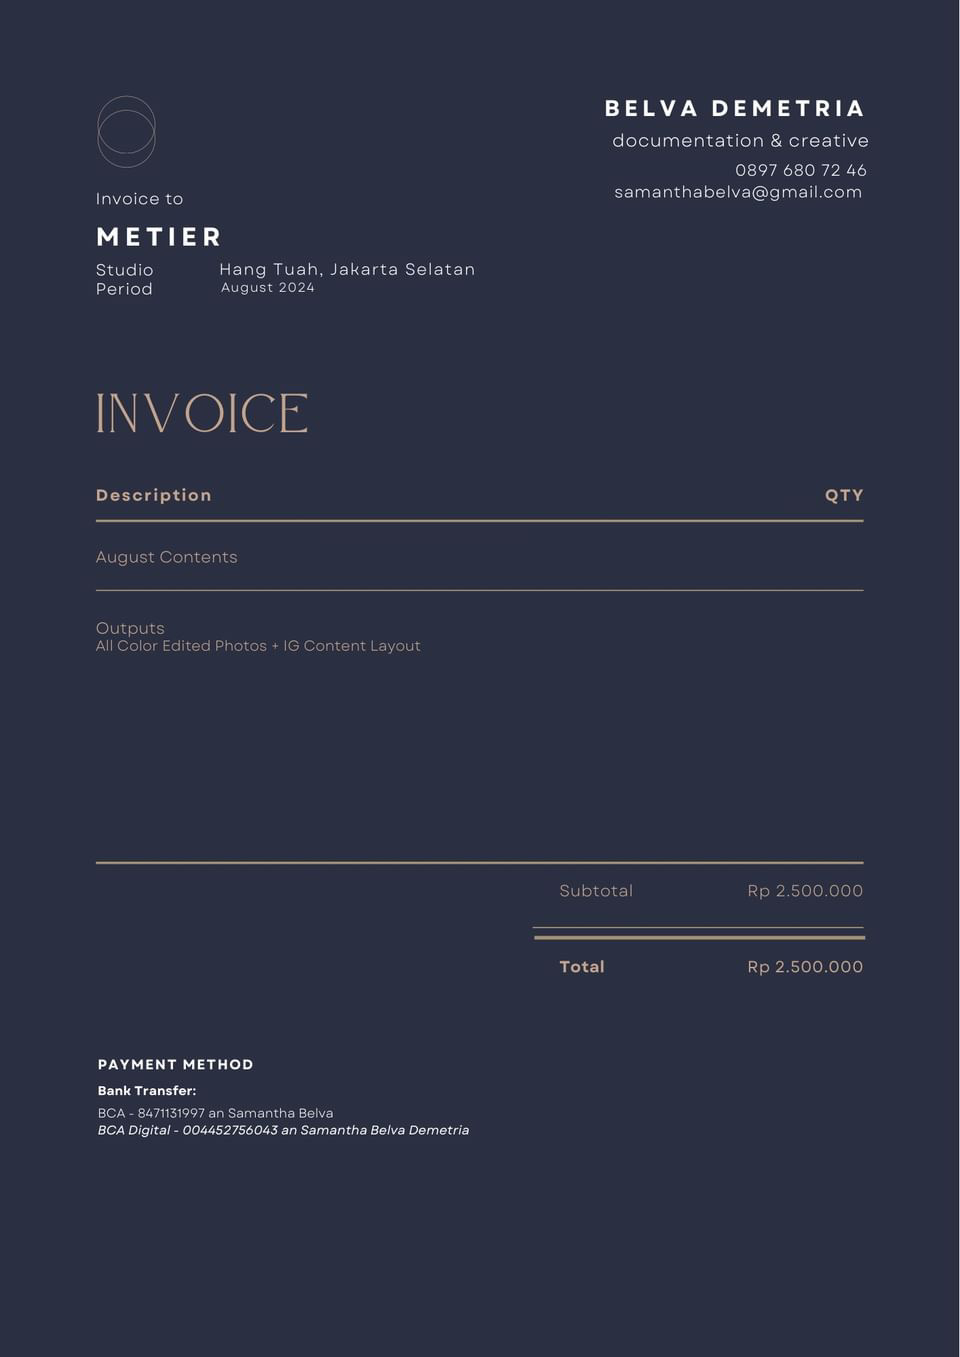 BELVA DEMETRIA
documentation & creative
0897 680 72 46
samanthabelva@gmail.com
Invoice to
METIER
Studio Hang Tuah, Jakarta Selatan
Period August 2024
INVOICE
Description QTY
August Contents
Outputs
All Color Edited Photos + IG Content Layout
Subtotal Rp 2.500.000
Total Rp 2.500.000
PAYMENT METHOD
Bank Transfer:
BCA - 8471131997 an Samantha Belva
BCA Digital - 004452756043 an Samantha Belva Demetria